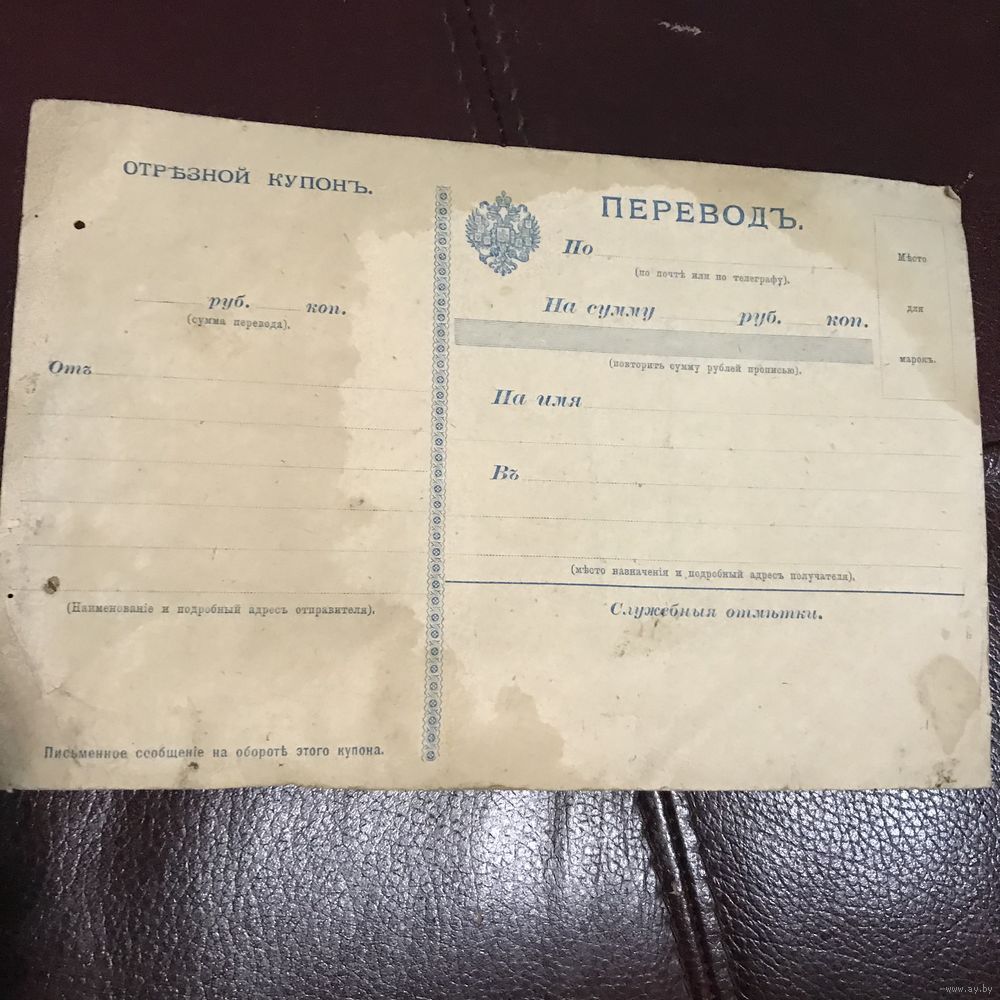 ОТРѢЗНОЙ КУПОНЪ.
руб. коп.
(сумма перевода).
Отъ
(Наименованіе и подробный адресъ отправителя).
Письменное сообщеніе на оборотѣ этого купона.
ПЕРЕВОДЪ.
По
(по почтѣ или по телеграфу).
На сумму руб. коп.
(повторить сумму рублей прописью).
На имя
Въ
(мѣсто назначенія и подробный адресъ получателя).
Служебныя отмѣтки.
Мѣсто
для
марокъ.
www.ay.by